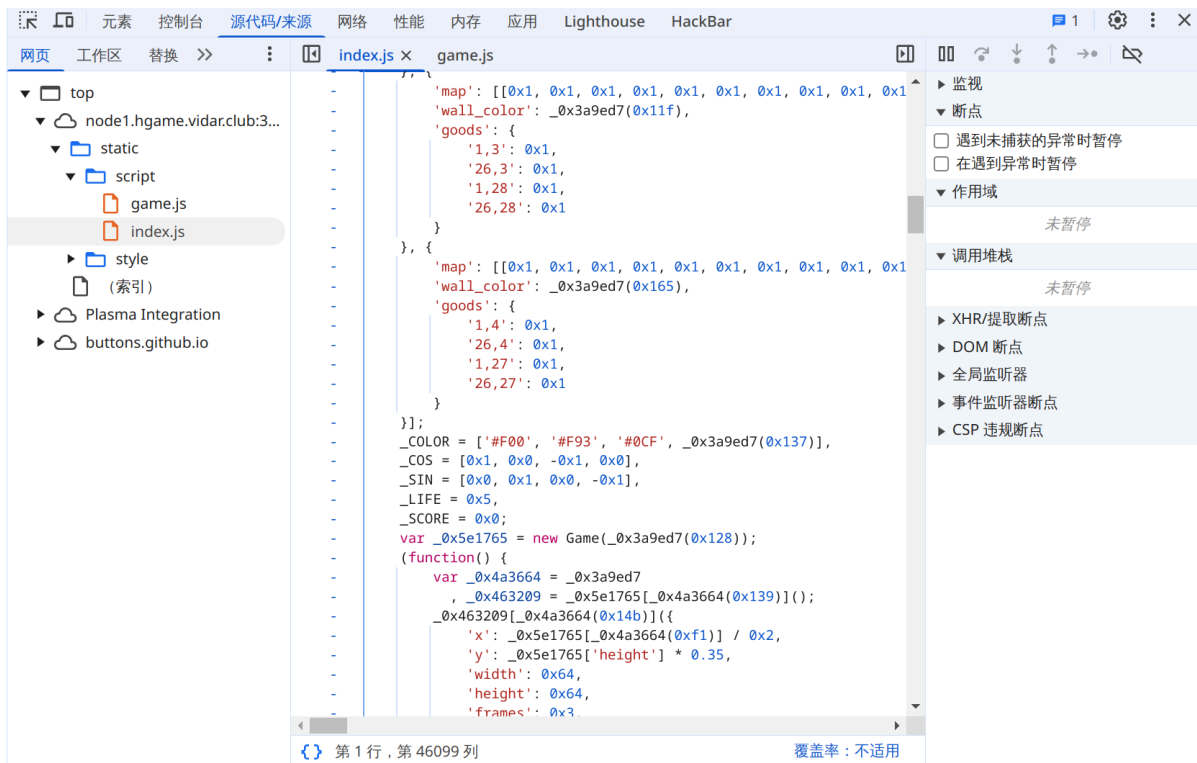 元素 控制台 源代码/来源 网络 性能 内存 应用 Lighthouse HackBar 1
网页 工作区 替换
top
node1.hgame.vidar.club:3...
static
script
game.js
index.js
style
（索引）
Plasma Integration
buttons.github.io
index.js game.js
}, {
'map': [[0x1, 0x1, 0x1, 0x1, 0x1, 0x1, 0x1, 0x1, 0x1, 0x1
'wall_color': _0x3a9ed7(0x11f),
'goods': {
'1,3': 0x1,
'26,3': 0x1,
'1,28': 0x1,
'26,28': 0x1
}
}, {
'map': [[0x1, 0x1, 0x1, 0x1, 0x1, 0x1, 0x1, 0x1, 0x1, 0x1
'wall_color': _0x3a9ed7(0x165),
'goods': {
'1,4': 0x1,
'26,4': 0x1,
'1,27': 0x1,
'26,27': 0x1
}
}];
_COLOR = ['#F00', '#F93', '#0CF', _0x3a9ed7(0x137)],
_COS = [0x1, 0x0, -0x1, 0x0],
_SIN = [0x0, 0x1, 0x0, -0x1],
_LIFE = 0x5,
_SCORE = 0x0;
var _0x5e1765 = new Game(_0x3a9ed7(0x128));
(function() {
var _0x4a3664 = _0x3a9ed7
, _0x463209 = _0x5e1765[_0x4a3664(0x139)]();
_0x463209[_0x4a3664(0x14b)]({
'x': _0x5e1765[_0x4a3664(0xf1)] / 0x2,
'y': _0x5e1765['height'] * 0.35,
'width': 0x64,
'height': 0x64,
'frames': 0x3,
{} 第 1 行，第 46099 列 覆盖率：不适用
监视
断点
遇到未捕获的异常时暂停
在遇到异常时暂停
作用域
未暂停
调用堆栈
未暂停
XHR/提取断点
DOM 断点
全局监听器
事件监听器断点
CSP 违规断点